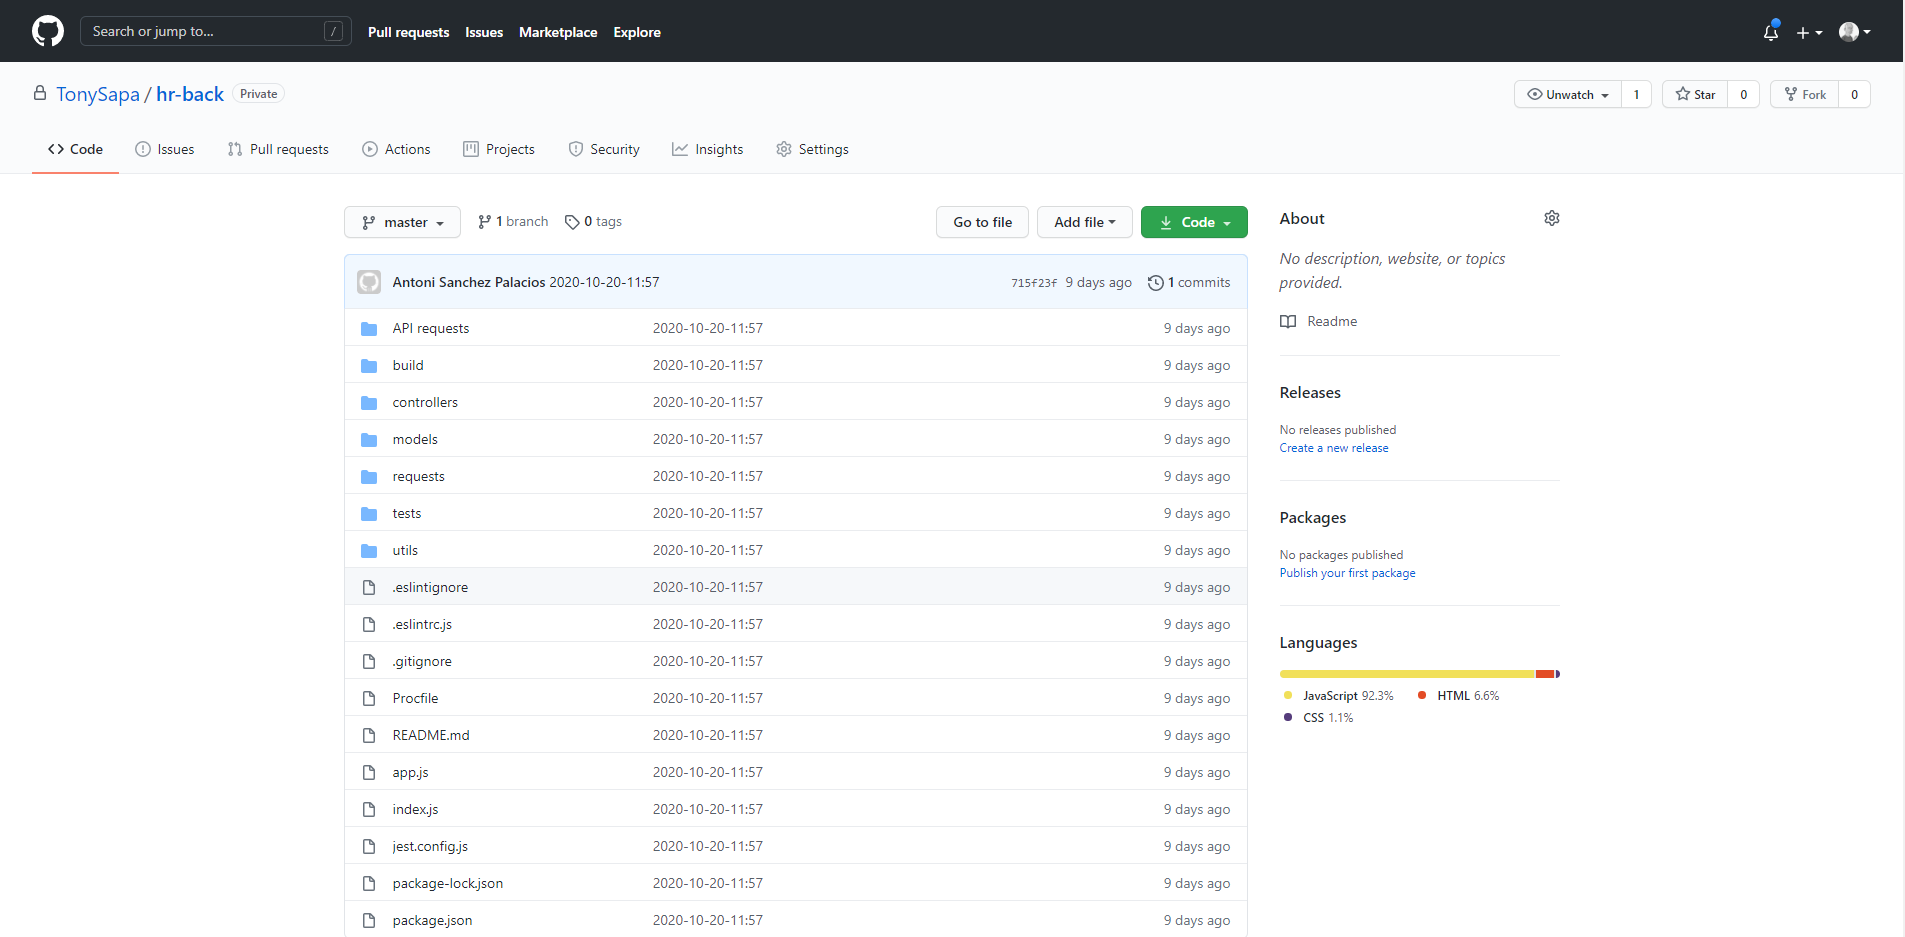 Search or jump to... /
Pull requests Issues Marketplace Explore
TonySapa / hr-back Private
Unwatch 1 Star 0 Fork 0
Code Issues Pull requests Actions Projects Security Insights Settings
master 1 branch 0 tags Go to file Add file Code
Antoni Sanchez Palacios 2020-10-20-11:57 715f23f 9 days ago 1 commits
API requests 2020-10-20-11:57 9 days ago
build 2020-10-20-11:57 9 days ago
controllers 2020-10-20-11:57 9 days ago
models 2020-10-20-11:57 9 days ago
requests 2020-10-20-11:57 9 days ago
tests 2020-10-20-11:57 9 days ago
utils 2020-10-20-11:57 9 days ago
.eslintignore 2020-10-20-11:57 9 days ago
.eslintrc.js 2020-10-20-11:57 9 days ago
.gitignore 2020-10-20-11:57 9 days ago
Procfile 2020-10-20-11:57 9 days ago
README.md 2020-10-20-11:57 9 days ago
app.js 2020-10-20-11:57 9 days ago
index.js 2020-10-20-11:57 9 days ago
jest.config.js 2020-10-20-11:57 9 days ago
package-lock.json 2020-10-20-11:57 9 days ago
package.json 2020-10-20-11:57 9 days ago
About
No description, website, or topics
provided.
Readme
Releases
No releases published
Create a new release
Packages
No packages published
Publish your first package
Languages
JavaScript 92.3% HTML 6.6%
CSS 1.1%